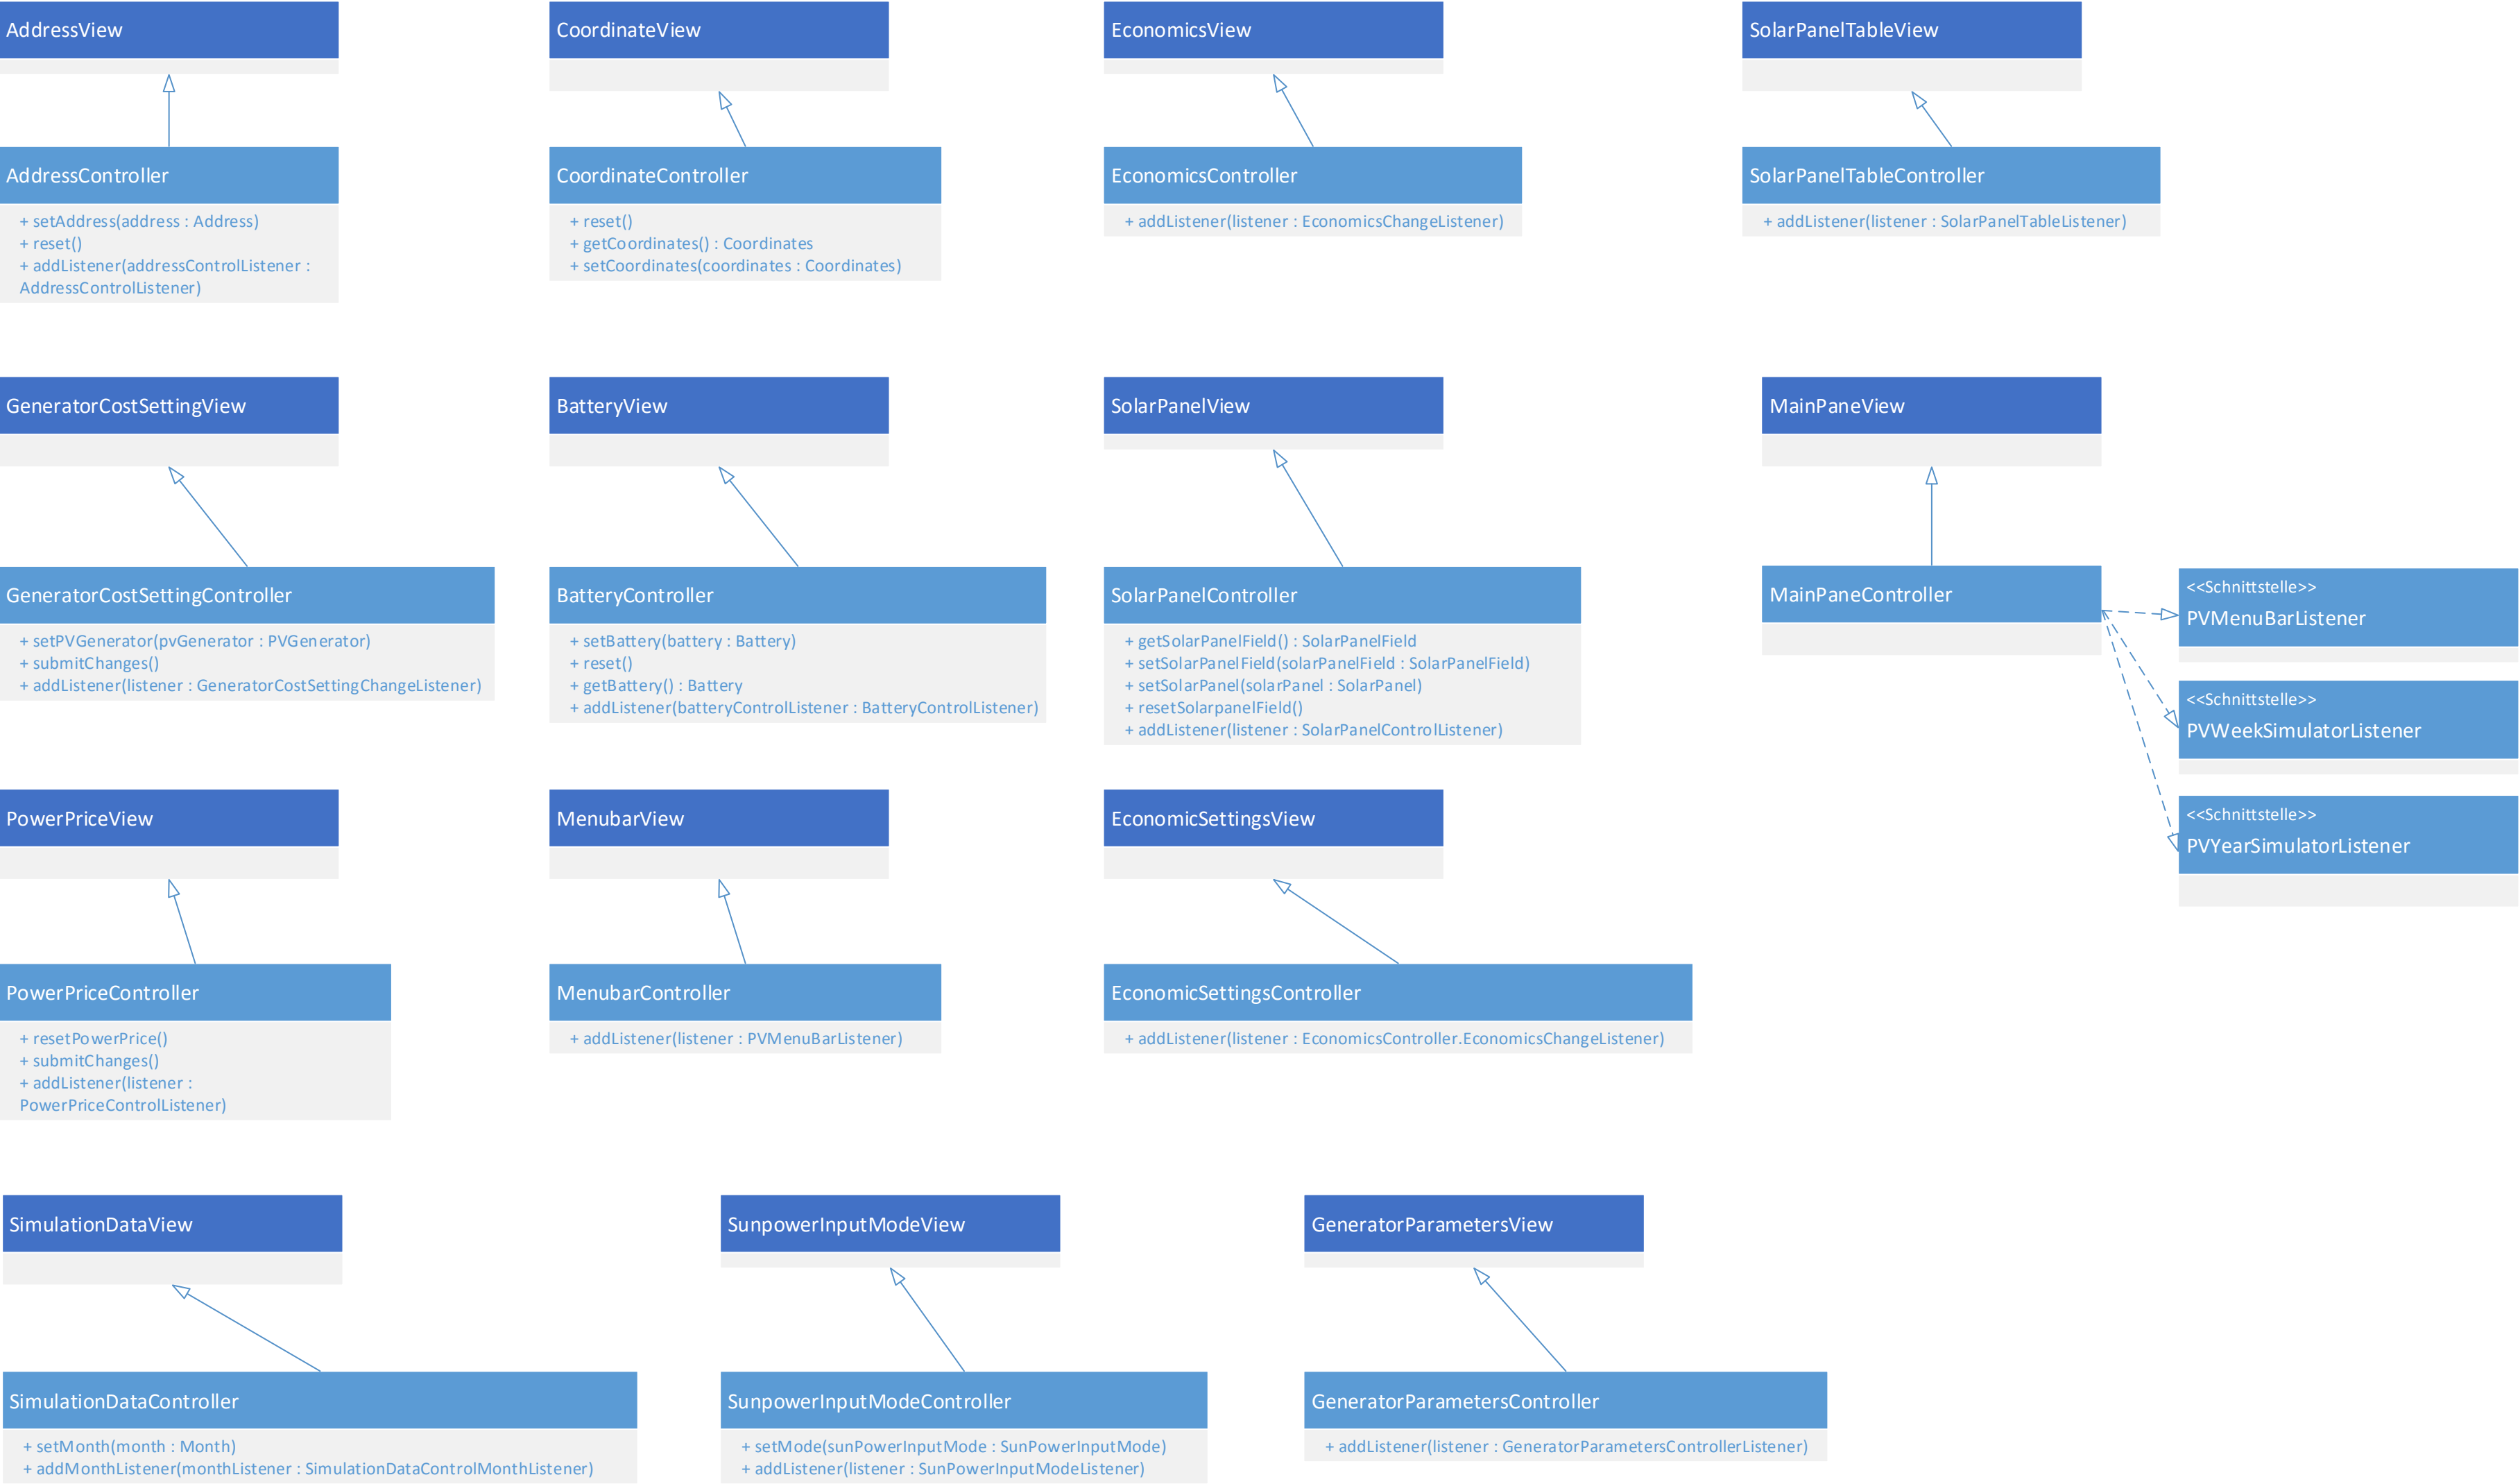 AddressView
CoordinateView
EconomicsView
SolarPanelTableView
AddressController
+ setAddress(address : Address)
+ reset()
+ addListener(addressControlListener :
AddressControlListener)
CoordinateController
+ reset()
+ getCoordinates() : Coordinates
+ setCoordinates(coordinates : Coordinates)
EconomicsController
+ addListener(listener : EconomicsChangeListener)
SolarPanelTableController
+ addListener(listener : SolarPanelTableListener)
GeneratorCostSettingView
BatteryView
SolarPanelView
MainPaneView
GeneratorCostSettingController
+ setPVGenerator(pvGenerator : PVGenerator)
+ submitChanges()
+ addListener(listener : GeneratorCostSettingChangeListener)
BatteryController
+ setBattery(battery : Battery)
+ reset()
+ getBattery() : Battery
+ addListener(batteryControlListener : BatteryControlListener)
SolarPanelController
+ getSolarPanelField() : SolarPanelField
+ setSolarPanelField(solarPanelField : SolarPanelField)
+ setSolarPanel(solarPanel : SolarPanel)
+ resetSolarpanelField()
+ addListener(listener : SolarPanelControlListener)
MainPaneController
<<Schnittstelle>>
PVMenuBarListener
<<Schnittstelle>>
PVWeekSimulatorListener
<<Schnittstelle>>
PVYearSimulatorListener
PowerPriceView
MenubarView
EconomicSettingsView
PowerPriceController
+ resetPowerPrice()
+ submitChanges()
+ addListener(listener :
PowerPriceControlListener)
MenubarController
+ addListener(listener : PVMenuBarListener)
EconomicSettingsController
+ addListener(listener : EconomicsController.EconomicsChangeListener)
SimulationDataView
SunpowerInputModeView
GeneratorParametersView
SimulationDataController
+ setMonth(month : Month)
+ addMonthListener(monthListener : SimulationDataControlMonthListener)
SunpowerInputModeController
+ setMode(sunPowerInputMode : SunPowerInputMode)
+ addListener(listener : SunPowerInputModeListener)
GeneratorParametersController
+ addListener(listener : GeneratorParametersControllerListener)